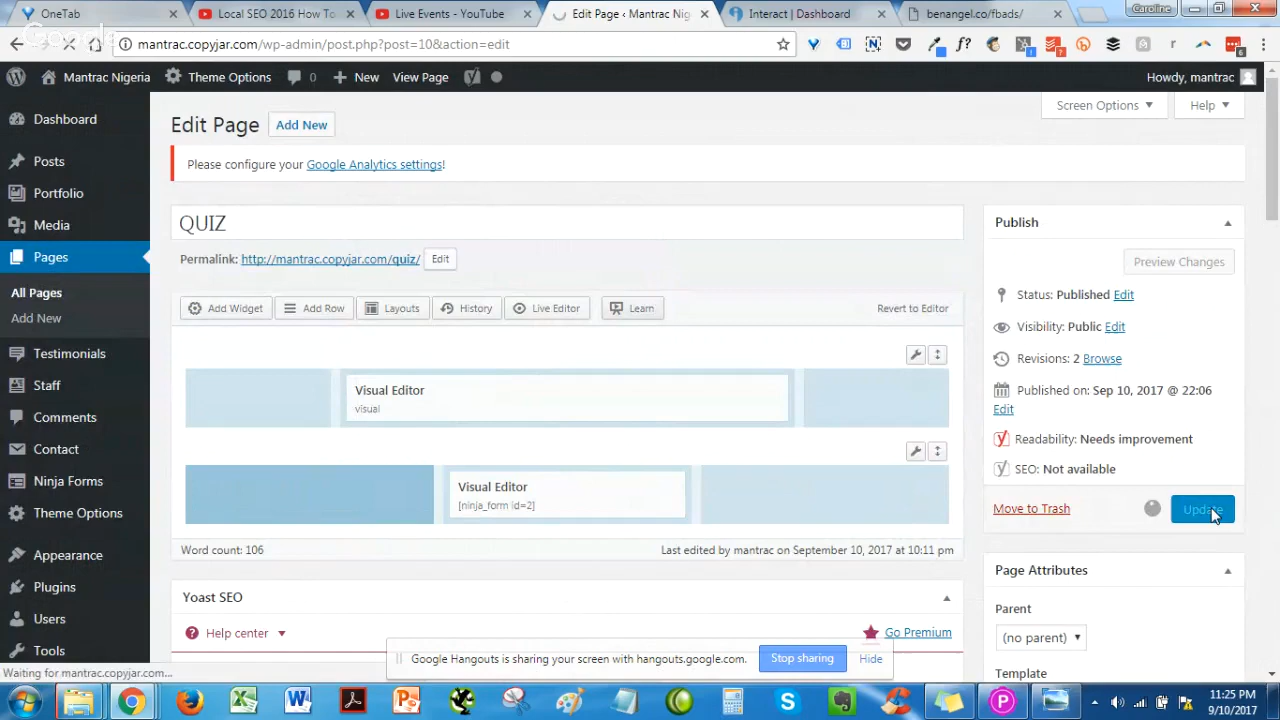 OneTab
Local SEO 2016 How To
Live Events - YouTube
Edit Page ‹ Mantrac Nig
Interact | Dashboard
benangel.co/fbads/
Caroline
Google Hangouts
mantrac.copyjar.com/wp-admin/post.php?post=10&action=edit
Mantrac Nigeria
Theme Options
0
New
View Page
Howdy, mantrac
Dashboard
Posts
Portfolio
Media
Pages
All Pages
Add New
Testimonials
Staff
Comments
Contact
Ninja Forms
Theme Options
Appearance
Plugins
Users
Tools
Screen Options
Help
Edit Page
Add New
Please configure your Google Analytics settings!
QUIZ
Permalink: http://mantrac.copyjar.com/quiz/
Edit
Add Widget
Add Row
Layouts
History
Live Editor
Learn
Revert to Editor
Visual Editor
visual
Visual Editor
[ninja_form id=2]
Word count: 106
Last edited by mantrac on September 10, 2017 at 10:11 pm
Yoast SEO
Help center
Go Premium
Publish
Preview Changes
Status: Published Edit
Visibility: Public Edit
Revisions: 2 Browse
Published on: Sep 10, 2017 @ 22:06
Edit
Readability: Needs improvement
SEO: Not available
Move to Trash
Update
Page Attributes
Parent
(no parent)
Template
Google Hangouts is sharing your screen with hangouts.google.com.
Stop sharing
Hide
Waiting for mantrac.copyjar.com...
11:25 PM
9/10/2017